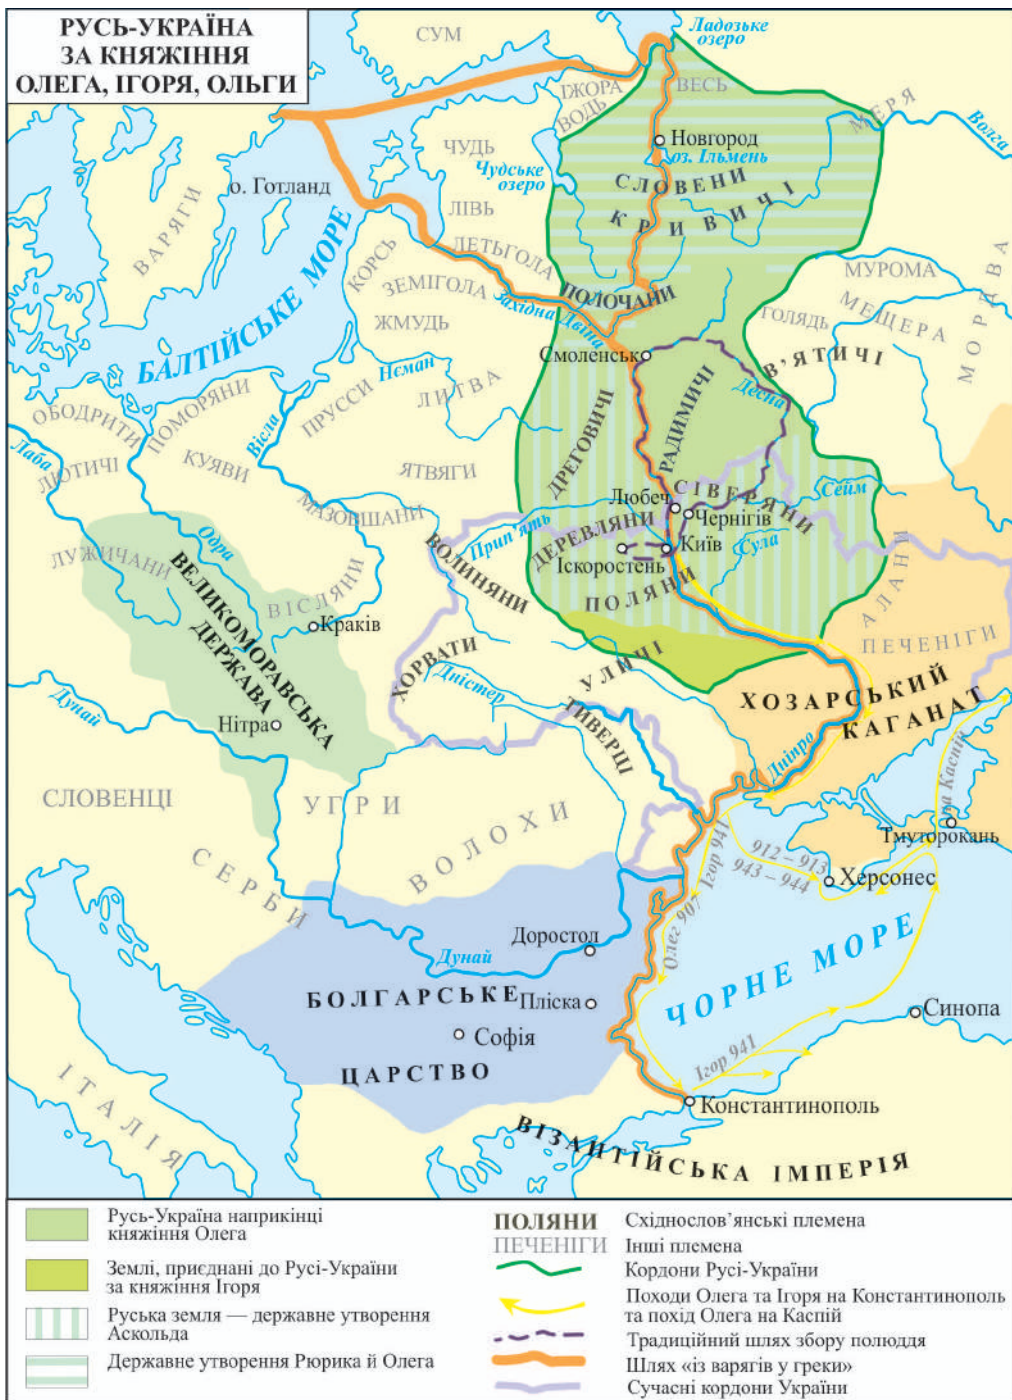 РУСЬ-УКРАЇНА
ЗА КНЯЖІННЯ
ОЛЕГА, ІГОРЯ, ОЛЬГИ
СУМ
Ладозьке
озеро
ІЖОРА
ВОДЬ
ВЕСЬ
МЕРЯ
Волга
Новгород
оз. Ільмень
ЧУДЬ
Чудське
озеро
СЛОВЕНИ
КРИВИЧІ
о. Готланд
ВАРЯГИ
ЛІВЬ
ЛЕТЬГОЛА
КОРСЬ
ЗЕМІГОЛА
ЖМУДЬ
БАЛТІЙСЬКЕ МОРЕ
Західна Двіна
ПОЛОЧАНИ
МУРОМА
МЕЩЕРА
МОРДВА
ГОЛЯДЬ
В’ЯТИЧІ
Смоленськ
Нєман
ЛИТВА
ПРУССИ
ПОМОРЯНИ
ОБОДРИТИ
Лаба
ЛЮТИЧІ
КУЯВИ
Вісла
ЯТВЯГИ
ДРЕГОВИЧІ
РАДИМИЧІ
Десна
МАЗОВШАНИ
Любеч
СІВЕРЯНИ
Сейм
Чернігів
Прип’ять
ДЕРЕВЛЯНИ
Київ
Сула
Іскоростень
ПОЛЯНИ
ВОЛИНЯНИ
Одра
ЛУЖИЧАНИ
ВІСЛЯНИ
Краків
ВЕЛИКОМОРАВСЬКА
ДЕРЖАВА
Нітра
Дунай
ХОРВАТИ
Дністер
УЛИЧІ
ТИВЕРЦІ
АЛАНИ
ПЕЧЕНІГИ
ХОЗАРСЬКИЙ
КАГАНАТ
Дніпро
на Каспій
Тмуторокань
СЛОВЕНЦІ
УГРИ
ВОЛОХИ
СЕРБИ
Ігор 941
912 – 913
943 – 944
Херсонес
Олег 907
ЧОРНЕ МОРЕ
Доростол
Дунай
БОЛГАРСЬКЕ
Пліска
Софія
ЦАРСТВО
Синопа
Ігор 941
Константинополь
ВІЗАНТІЙСЬКА ІМПЕРІЯ
ІТАЛІЯ
Русь-Україна наприкінці
княжіння Олега
Землі, приєднані до Русі-України
за княжіння Ігоря
Руська земля — державне утворення
Аскольда
Державне утворення Рюрика й Олега
ПОЛЯНИ Східнослов’янські племена
ПЕЧЕНІГИ Інші племена
Кордони Русі-України
Походи Олега та Ігоря на Константинополь
та похід Олега на Каспій
Традиційний шлях збору полюддя
Шлях «із варягів у греки»
Сучасні кордони України